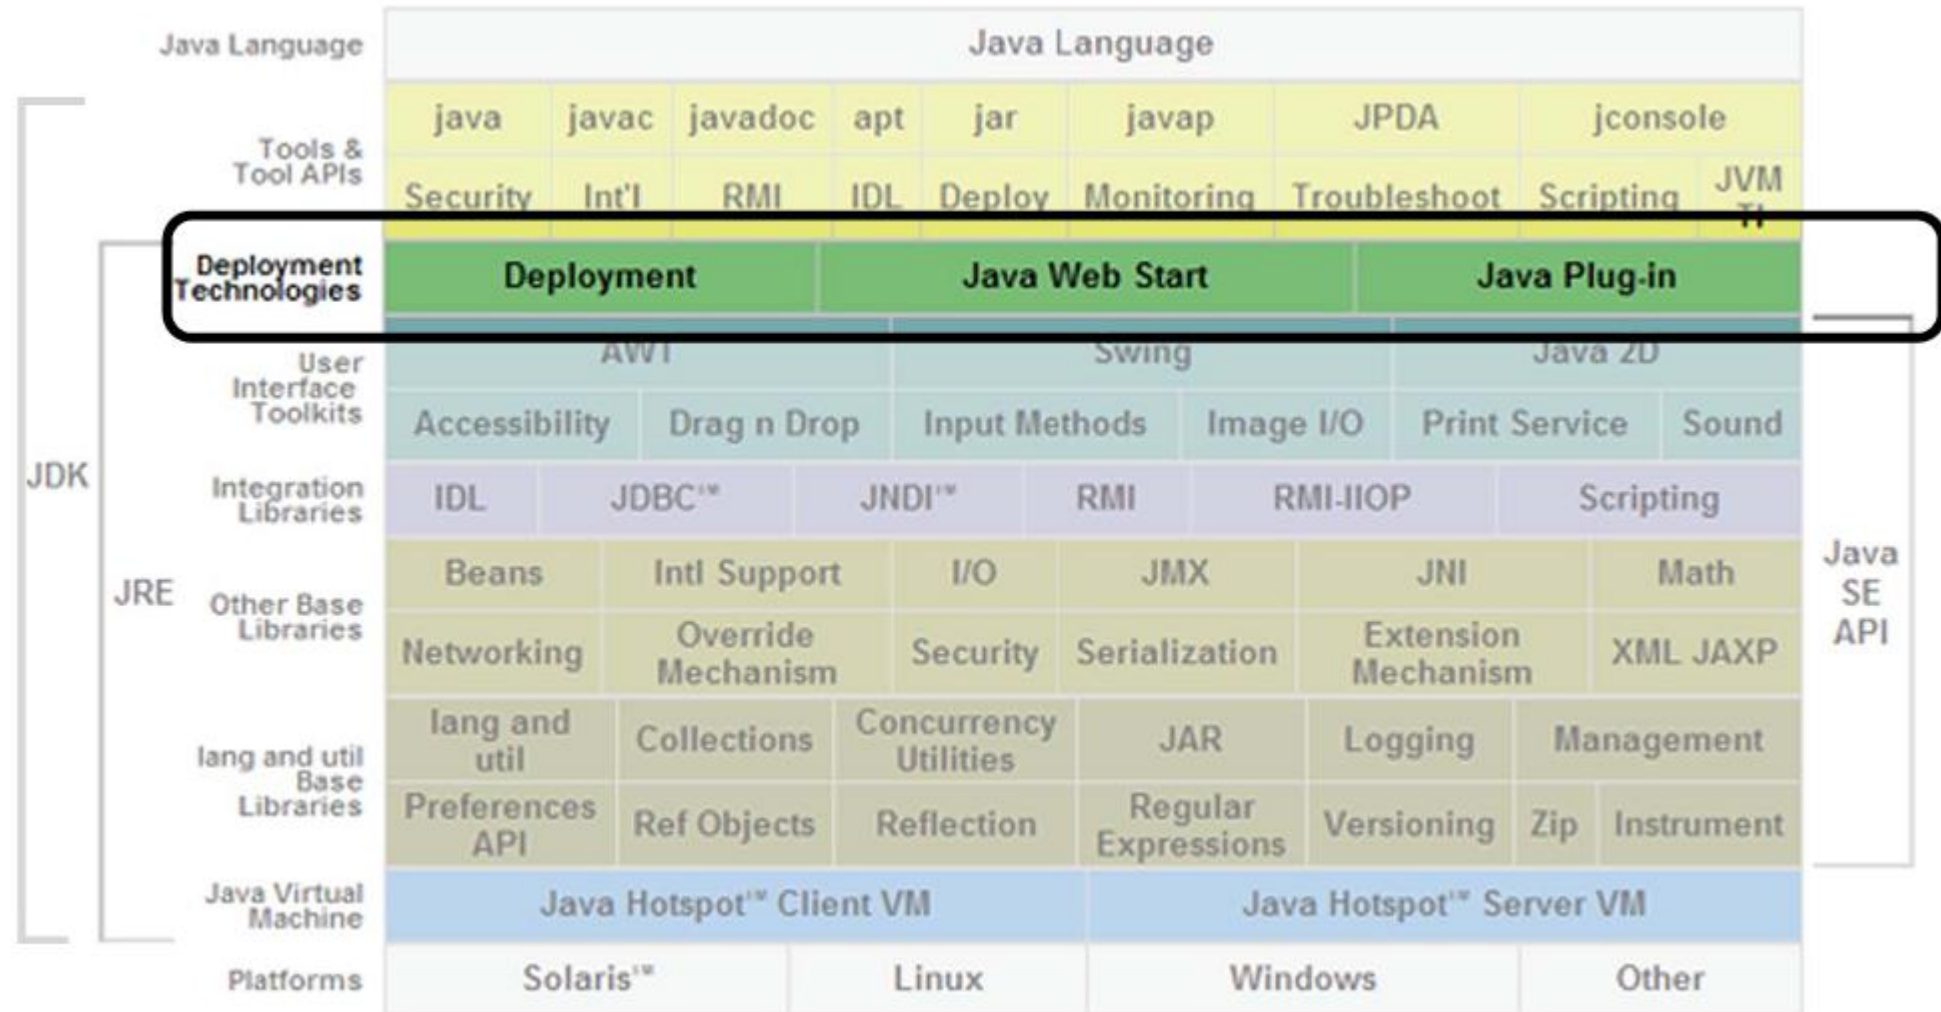 Java Language
Java Language
java javac javadoc apt jar javap JPDA jconsole
Tools &
Tool APIs
Security Int'l RMI IDL Deploy Monitoring Troubleshoot Scripting JVM
TI
Deployment
Technologies
Deployment Java Web Start Java Plug-in
User
Interface
Toolkits
AWT Swing Java 2D
Accessibility Drag n Drop Input Methods Image I/O Print Service Sound
JDK
Integration
Libraries
IDL JDBC™ JNDI™ RMI RMI-IIOP Scripting
JRE
Other Base
Libraries
Beans Intl Support I/O JMX JNI Math
Networking Override
Mechanism Security Serialization Extension
Mechanism XML JAXP
Java
SE
API
lang and util
Base
Libraries
lang and
util Collections Concurrency
Utilities JAR Logging Management
Preferences
API Ref Objects Reflection Regular
Expressions Versioning Zip Instrument
Java Virtual
Machine
Java Hotspot™ Client VM Java Hotspot™ Server VM
Platforms
Solaris™ Linux Windows Other